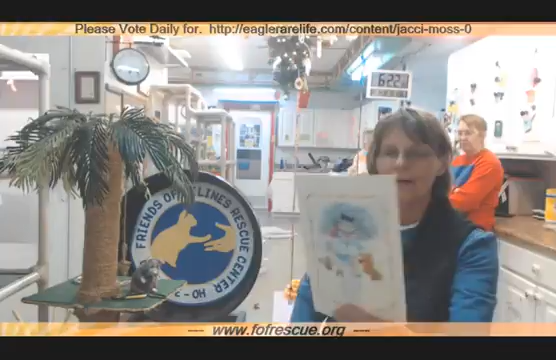 Please Vote Daily for. http://eaglerarelife.com/content/jacci-moss-0
6:22
FRIENDS OF FELINES RESCUE CENTER
--- www.fofrescue.org ---